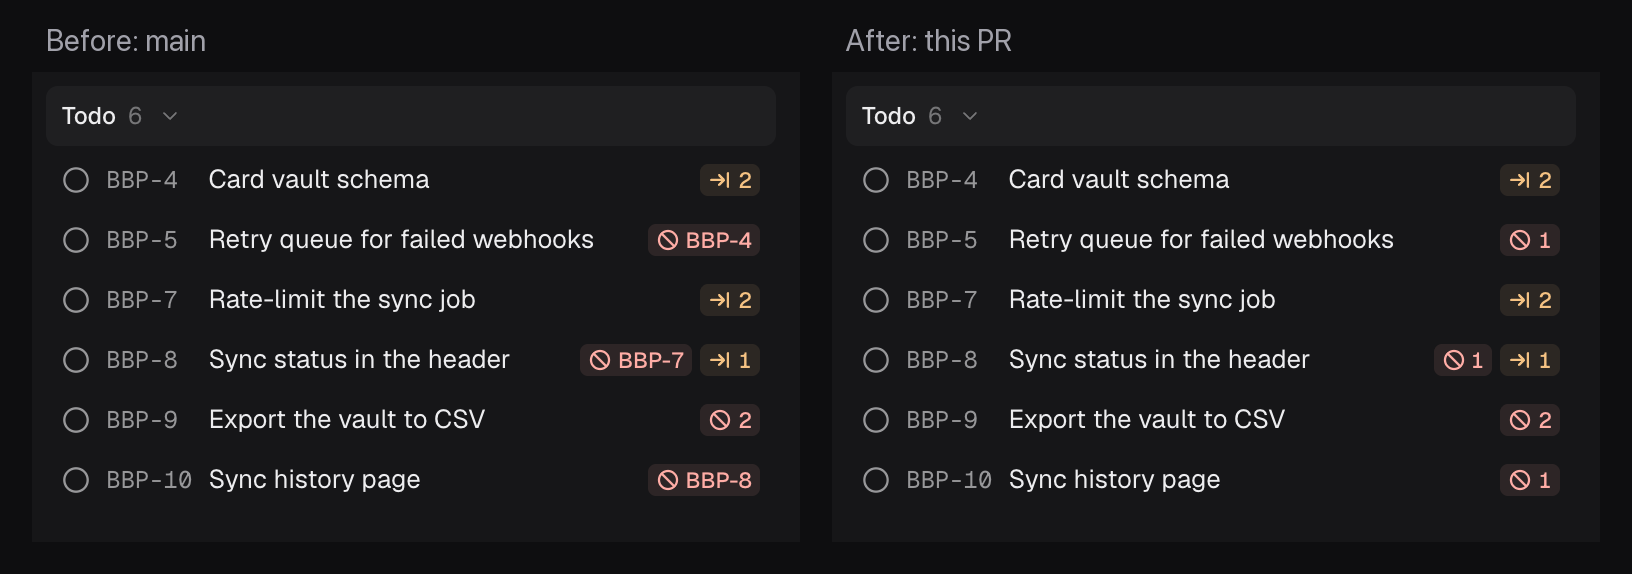 Before: main
Todo 6
BBP-4 Card vault schema 2
BBP-5 Retry queue for failed webhooks BBP-4
BBP-7 Rate-limit the sync job 2
BBP-8 Sync status in the header BBP-7 1
BBP-9 Export the vault to CSV 2
BBP-10 Sync history page BBP-8
After: this PR
Todo 6
BBP-4 Card vault schema 2
BBP-5 Retry queue for failed webhooks 1
BBP-7 Rate-limit the sync job 2
BBP-8 Sync status in the header 1 1
BBP-9 Export the vault to CSV 2
BBP-10 Sync history page 1